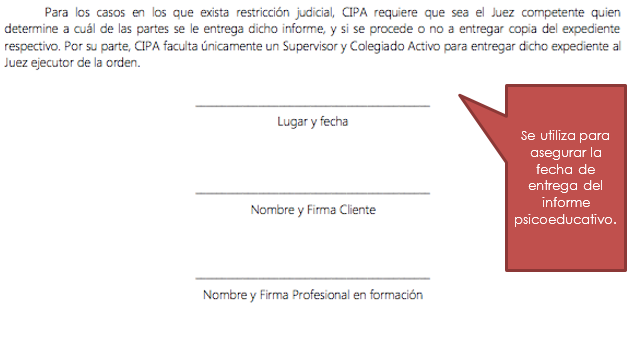 Para los casos en los que exista restricción judicial, CIPA requiere que sea el Juez competente quien
determine a cuál de las partes se le entrega dicho informe, y si se procede o no a entregar copia del expediente
respectivo. Por su parte, CIPA faculta únicamente un Supervisor y Colegiado Activo para entregar dicho expediente al
Juez ejecutor de la orden.
Lugar y fecha
Se utiliza para
asegurar la
fecha de
entrega del
informe
psicoeducativo.
Nombre y Firma Cliente
Nombre y Firma Profesional en formación